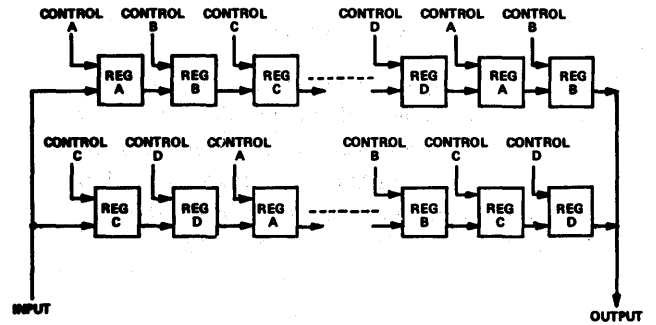 CONTROL A CONTROL B CONTROL C CONTROL D CONTROL A CONTROL B
REG A REG B REG C REG D REG A REG B
CONTROL C CONTROL D CONTROL A CONTROL B CONTROL C CONTROL D
REG C REG D REG A REG B REG C REG D
INPUT OUTPUT